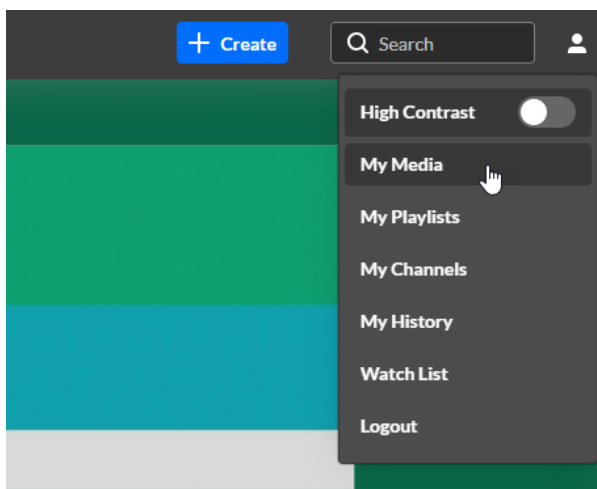 Create
Search
High Contrast
My Media
My Playlists
My Channels
My History
Watch List
Logout